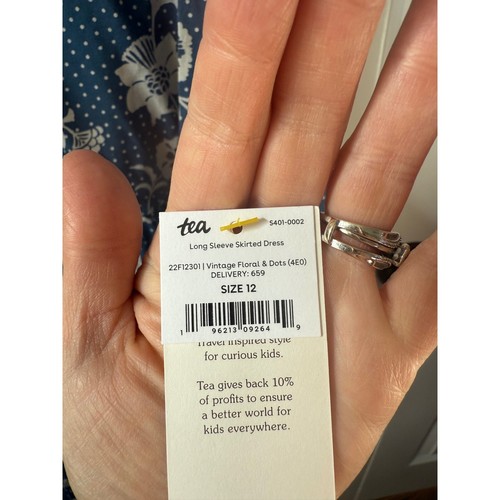 tea
S401-0002
Long Sleeve Skirted Dress
22F12301 | Vintage Floral & Dots (4E0)
DELIVERY: 659
SIZE 12
1 96213 09264 9
Travel inspired style
for curious kids.
Tea gives back 10%
of profits to ensure
a better world for
kids everywhere.